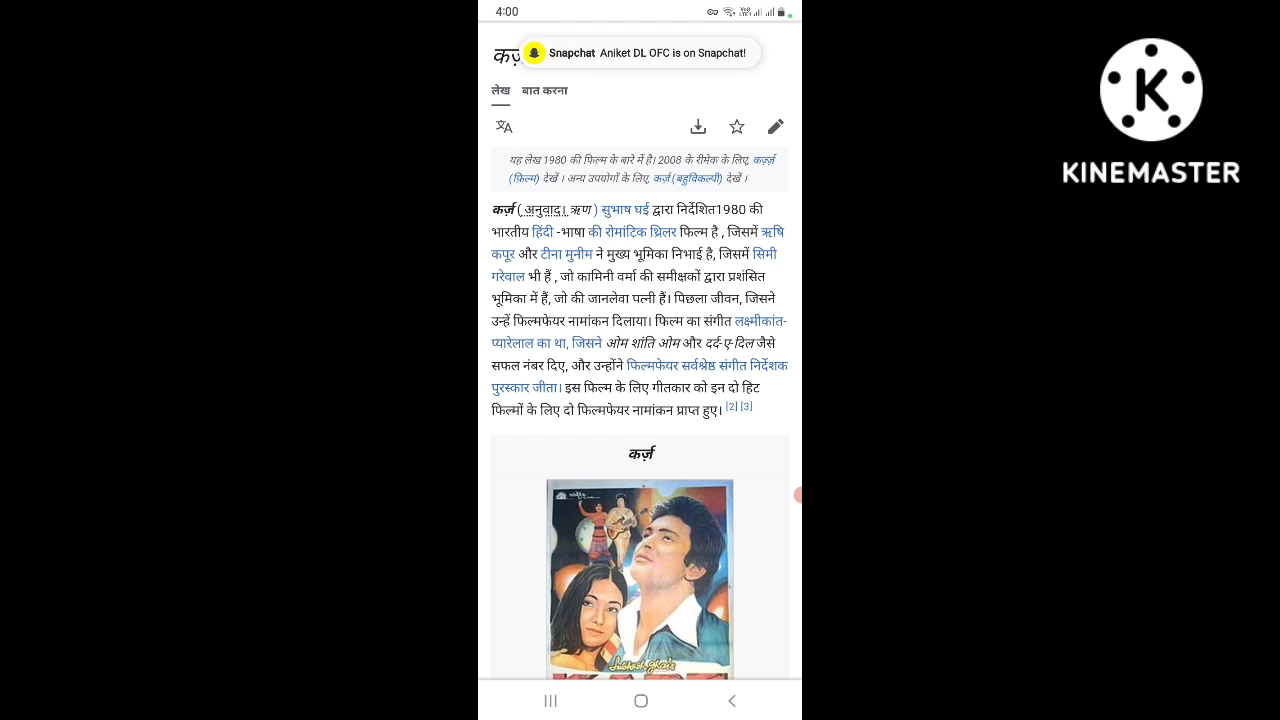 4:00
कर्ज़
Snapchat Aniket DL OFC is on Snapchat!
लेख बात करना
यह लेख 1980 की फिल्म के बारे में है। 2008 के रीमेक के लिए, कर्ज़्ज़
(फ़िल्म) देखें । अन्य उपयोगों के लिए, कर्ज़ (बहुविकल्पी) देखें ।
कर्ज़ ( अनुवाद। ऋण ) सुभाष घई द्वारा निर्देशित1980 की
भारतीय हिंदी -भाषा की रोमांटिक थ्रिलर फिल्म है , जिसमें ऋषि
कपूर और टीना मुनीम ने मुख्य भूमिका निभाई है, जिसमें सिमी
गरेवाल भी हैं , जो कामिनी वर्मा की समीक्षकों द्वारा प्रशंसित
भूमिका में हैं, जो की जानलेवा पत्नी हैं। पिछला जीवन, जिसने
उन्हें फिल्मफेयर नामांकन दिलाया। फिल्म का संगीत लक्ष्मीकांत-
प्यारेलाल का था, जिसने ओम शांति ओम और दर्द-ए-दिल जैसे
सफल नंबर दिए, और उन्होंने फिल्मफेयर सर्वश्रेष्ठ संगीत निर्देशक
पुरस्कार जीता। इस फिल्म के लिए गीतकार को इन दो हिट
फिल्मों के लिए दो फिल्मफेयर नामांकन प्राप्त हुए। [2] [3]
कर्ज़
Subhash Ghai's
KINEMASTER